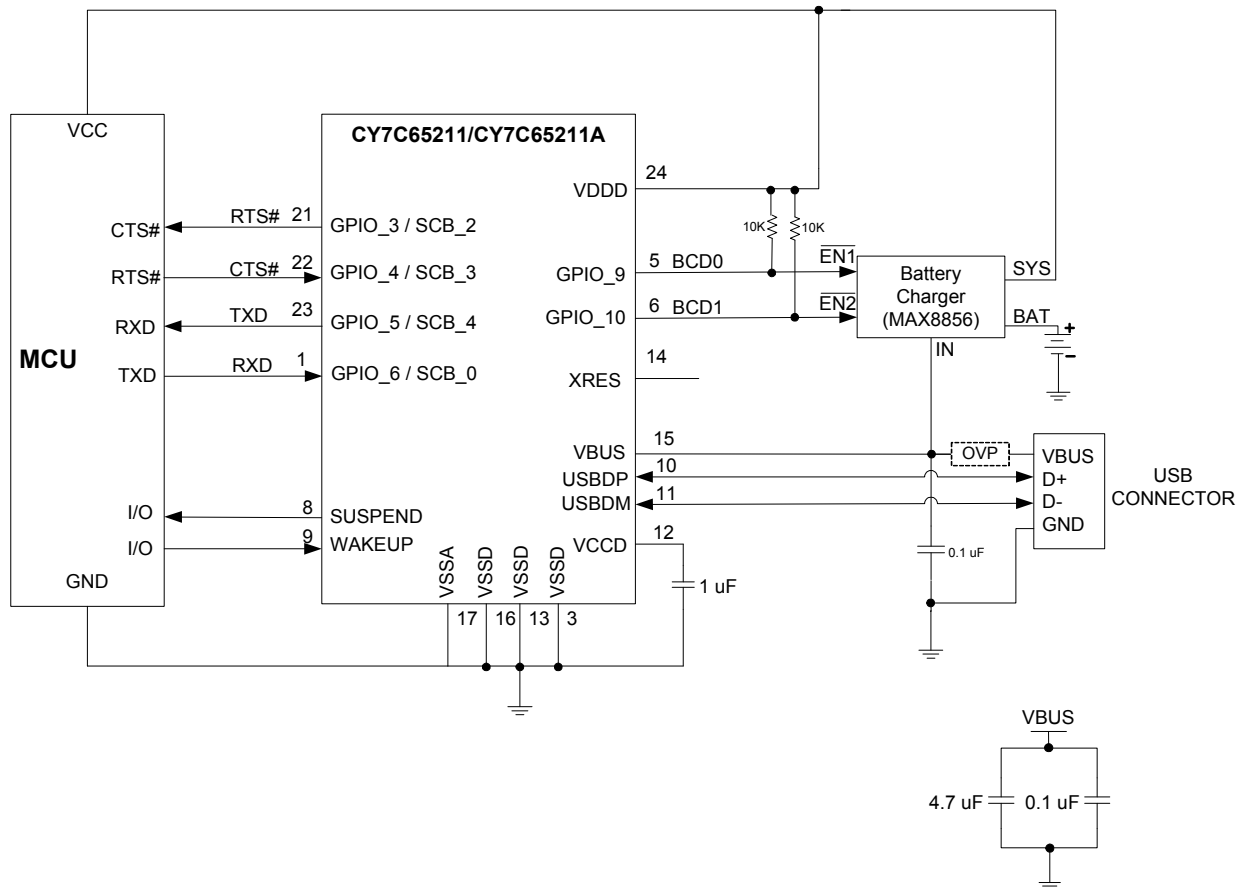 VCC
CTS#
RTS#
RXD
TXD
MCU
I/O
I/O
GND
RTS# 21
CTS# 22
TXD 23
RXD 1
8
9
CY7C65211/CY7C65211A
GPIO_3 / SCB_2
GPIO_4 / SCB_3
GPIO_5 / SCB_4
GPIO_6 / SCB_0
SUSPEND
WAKEUP
VDDD
GPIO_9
GPIO_10
XRES
VBUS
USBDP
USBDM
VCCD
VSSA
VSSD
VSSD
VSSD
17
16
13
3
24
10K
10K
5 BCD0
EN1
6 BCD1
EN2
14
15
10
11
12
1 uF
Battery
Charger
(MAX8856)
SYS
BAT
+
-
IN
OVP
0.1 uF
VBUS
D+
D-
GND
USB
CONNECTOR
VBUS
4.7 uF
0.1 uF